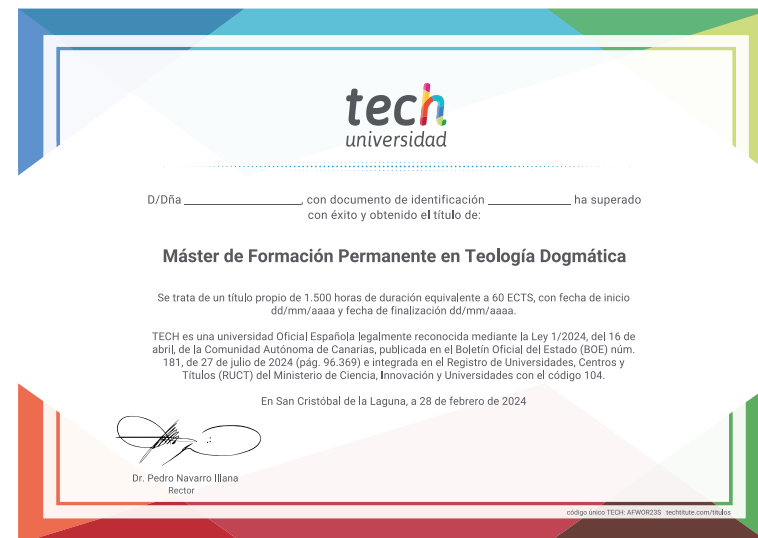 tech
universidad
D/Dña ____________________, con documento de identificación ______________ ha superado
con éxito y obtenido el título de:
Máster de Formación Permanente en Teología Dogmática
Se trata de un título propio de 1.500 horas de duración equivalente a 60 ECTS, con fecha de inicio
dd/mm/aaaa y fecha de finalización dd/mm/aaaa.
TECH es una universidad Oficial Española legalmente reconocida mediante la Ley 1/2024, del 16 de
abril, de la Comunidad Autónoma de Canarias, publicada en el Boletín Oficial del Estado (BOE) núm.
181, de 27 de julio de 2024 (pág. 96.369) e integrada en el Registro de Universidades, Centros y
Títulos (RUCT) del Ministerio de Ciencia, Innovación y Universidades con el código 104.
En San Cristóbal de la Laguna, a 28 de febrero de 2024
Dr. Pedro Navarro Illana
Rector
código único TECH: AFWOR23S techtitute.com/titulos